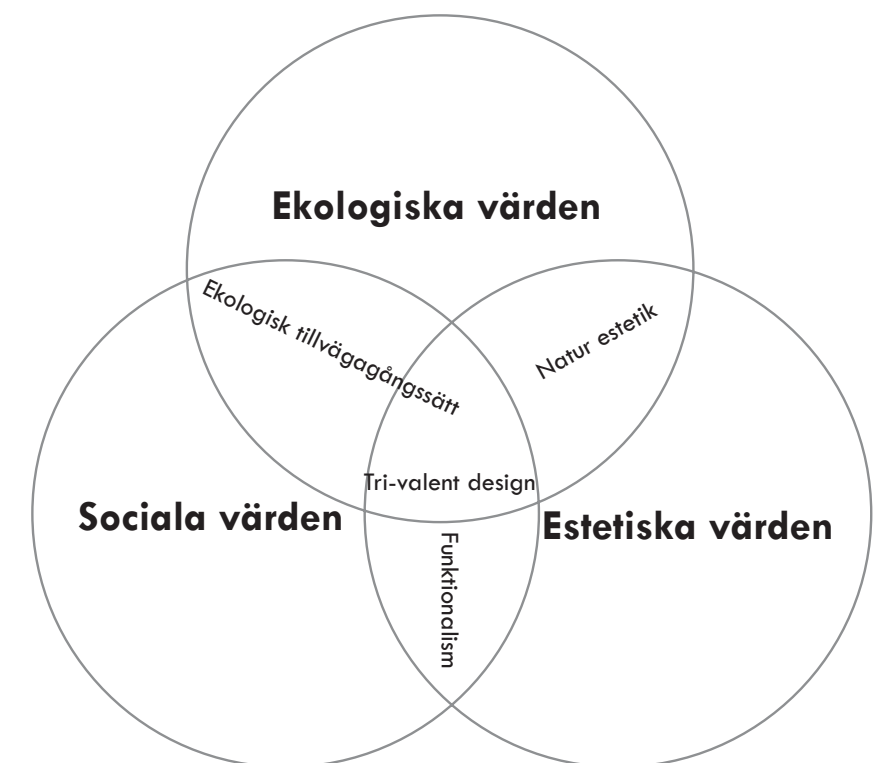 Ekologiska värden
Ekologisk tillvägagångssätt
Natur estetik
Tri-valent design
Sociala värden
Estetiska värden
Funktionalism